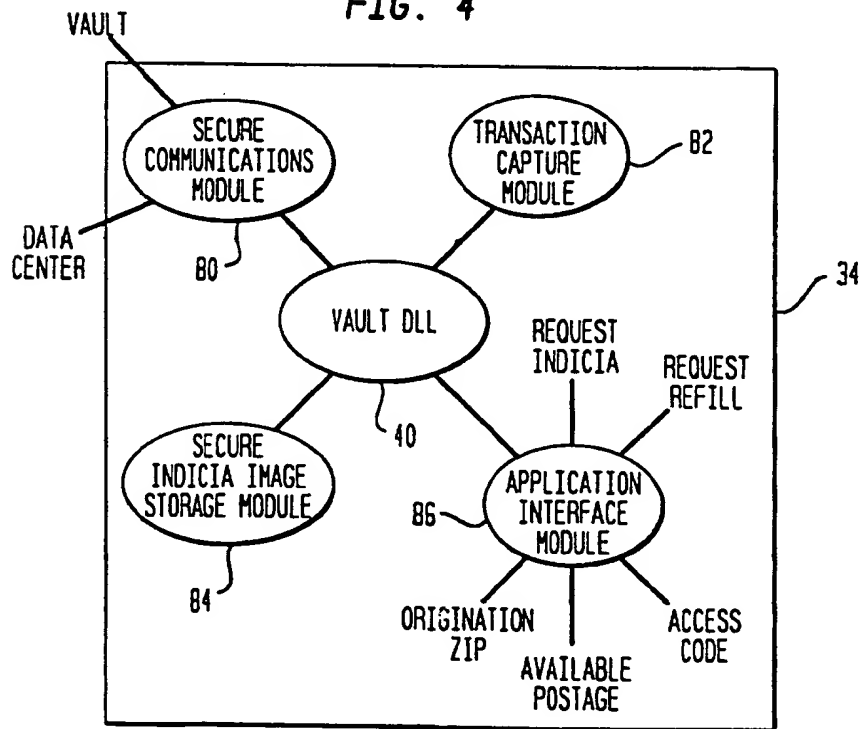 FIG. 4
VAULT
SECURE
COMMUNICATIONS
MODULE
TRANSACTION
CAPTURE
MODULE
82
DATA
CENTER
80
34
VAULT DLL
REQUEST
INDICIA
REQUEST
REFILL
40
SECURE
INDICIA IMAGE
STORAGE MODULE
86
APPLICATION
INTERFACE
MODULE
84
ORIGINATION
ZIP
AVAILABLE
POSTAGE
ACCESS
CODE